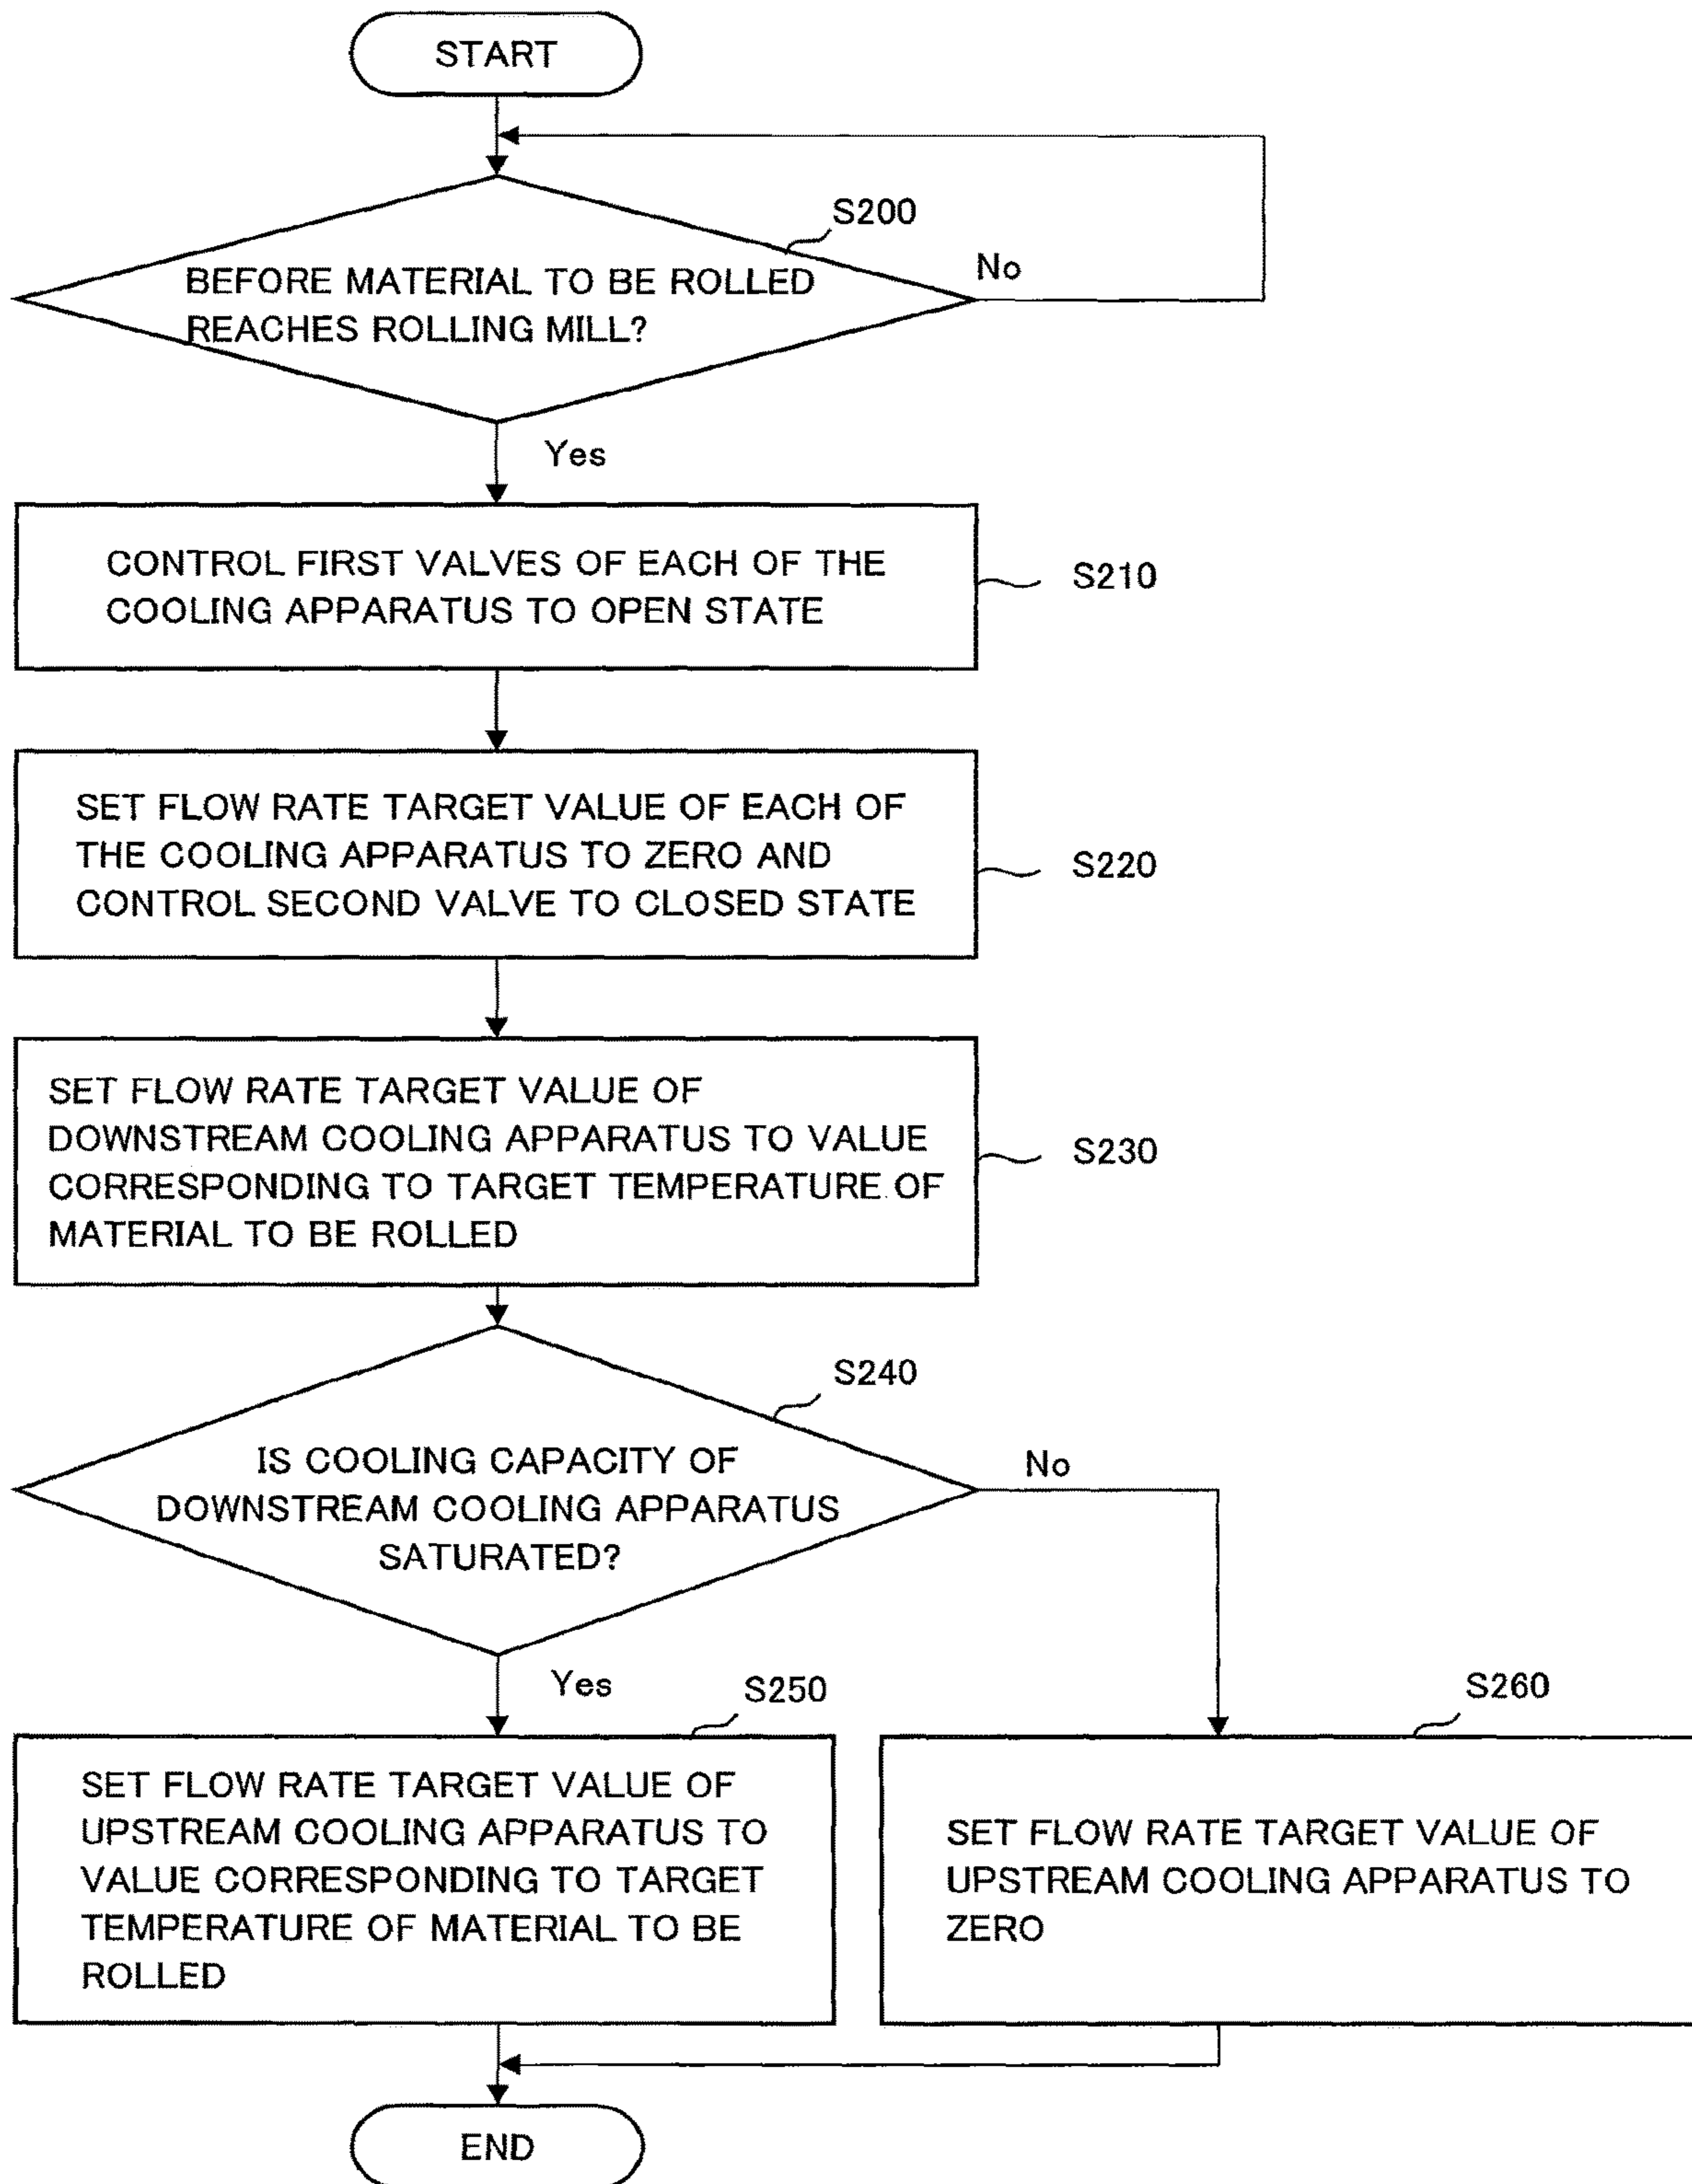 START
S200
BEFORE MATERIAL TO BE ROLLED
REACHES ROLLING MILL?
No
Yes
CONTROL FIRST VALVES OF EACH OF THE
COOLING APPARATUS TO OPEN STATE
S210
SET FLOW RATE TARGET VALUE OF EACH OF
THE COOLING APPARATUS TO ZERO AND
CONTROL SECOND VALVE TO CLOSED STATE
S220
SET FLOW RATE TARGET VALUE OF
DOWNSTREAM COOLING APPARATUS TO VALUE
CORRESPONDING TO TARGET TEMPERATURE OF
MATERIAL TO BE ROLLED
S230
S240
IS COOLING CAPACITY OF
DOWNSTREAM COOLING APPARATUS
SATURATED?
No
Yes
S250
SET FLOW RATE TARGET VALUE OF
UPSTREAM COOLING APPARATUS TO
VALUE CORRESPONDING TO TARGET
TEMPERATURE OF MATERIAL TO BE
ROLLED
S260
SET FLOW RATE TARGET VALUE OF
UPSTREAM COOLING APPARATUS TO
ZERO
END